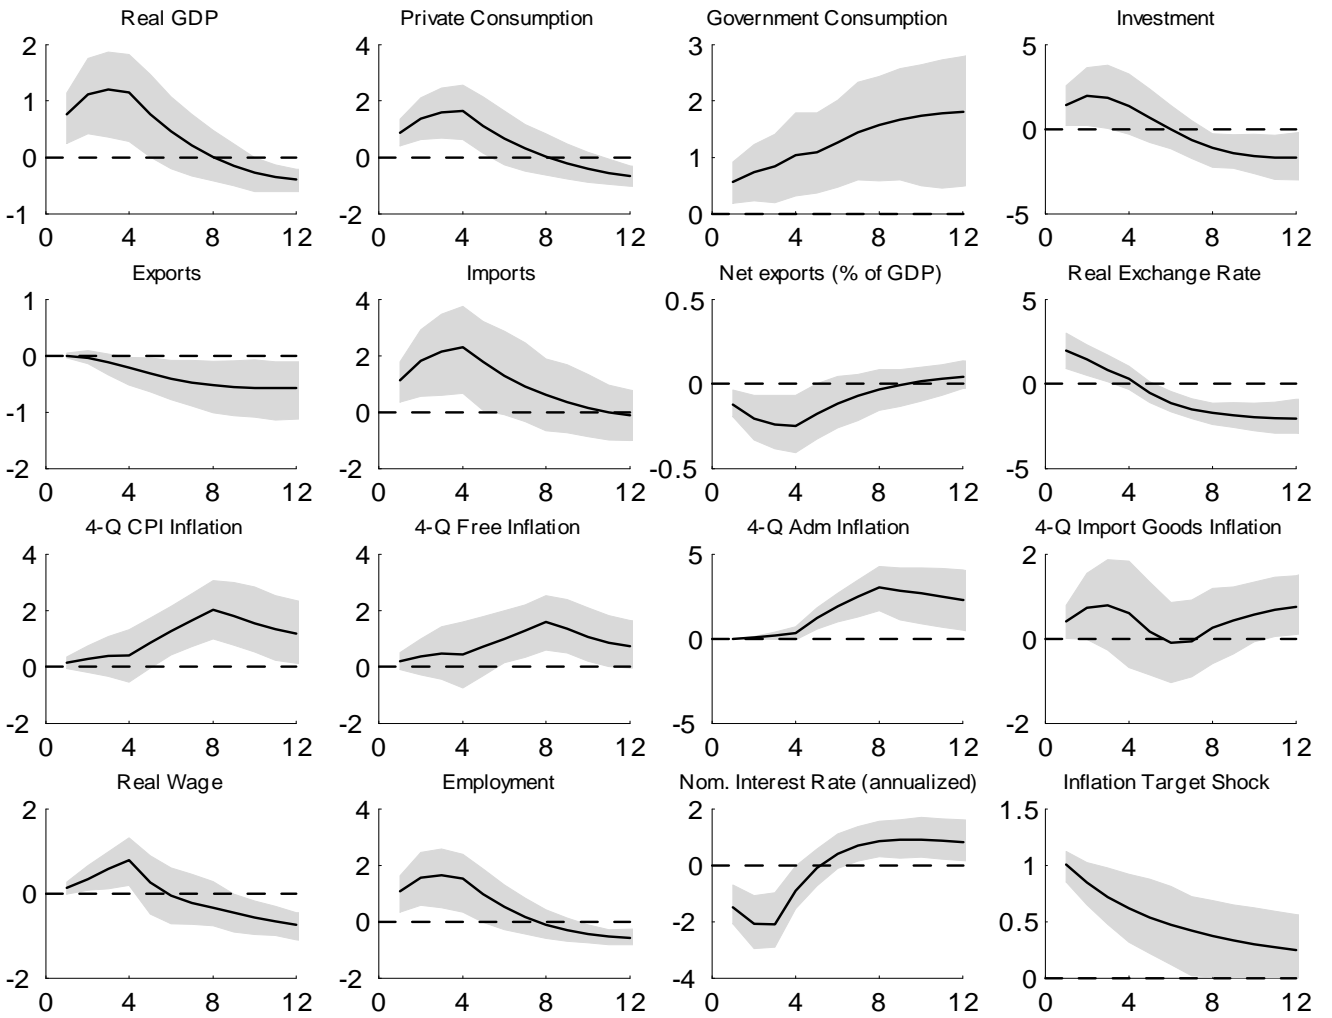 Real GDP
2
1
0
-1
0 4 8 12
Private Consumption
4
2
0
-2
0 4 8 12
Government Consumption
3
2
1
0
0 4 8 12
Investment
5
0
-5
0 4 8 12
Exports
1
0
-1
-2
0 4 8 12
Imports
4
2
0
-2
0 4 8 12
Net exports (% of GDP)
0.5
0
-0.5
0 4 8 12
Real Exchange Rate
5
0
-5
0 4 8 12
4-Q CPI Inflation
4
2
0
-2
0 4 8 12
4-Q Free Inflation
4
2
0
-2
0 4 8 12
4-Q Adm Inflation
5
0
-5
0 4 8 12
4-Q Import Goods Inflation
2
0
-2
0 4 8 12
Real Wage
2
0
-2
0 4 8 12
Employment
4
2
0
-2
0 4 8 12
Nom. Interest Rate (annualized)
2
0
-2
-4
0 4 8 12
Inflation Target Shock
1.5
1
0.5
0
0 4 8 12